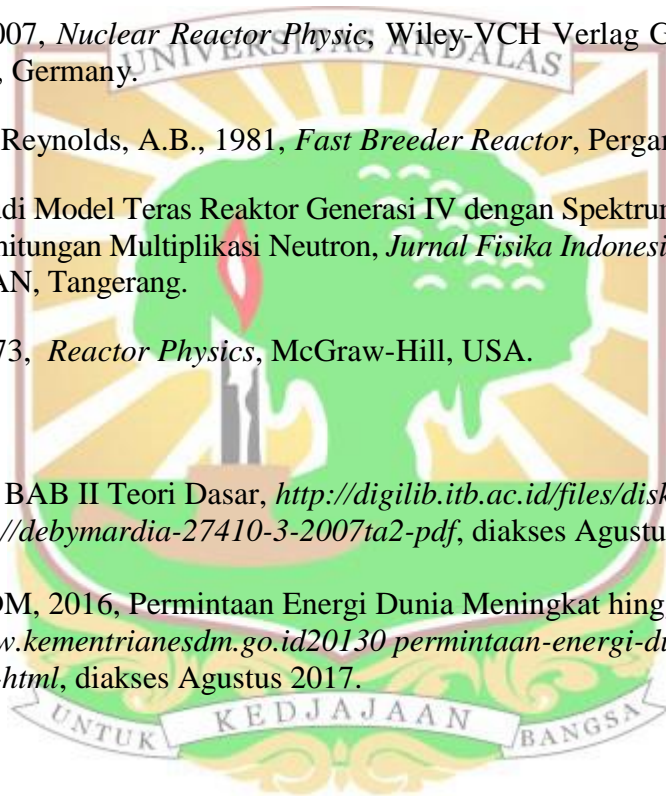 007, Nuclear Reactor Physic, Wiley-VCH Verlag G
UNIVERSITAS ANDALAS
, Germany.
Reynolds, A.B., 1981, Fast Breeder Reactor, Pergar
di Model Teras Reaktor Generasi IV dengan Spektrun
hitungan Multiplikasi Neutron, Jurnal Fisika Indonesi
AN, Tangerang.
73, Reactor Physics, McGraw-Hill, USA.
BAB II Teori Dasar, http://digilib.itb.ac.id/files/disk
//debymardia-27410-3-2007ta2-pdf, diakses Agustu
DM, 2016, Permintaan Energi Dunia Meningkat hing
w.kementrianesdm.go.id20130 permintaan-energi-du
-html, diakses Agustus 2017.
UNTUK KEDJAJAAN BANGSA